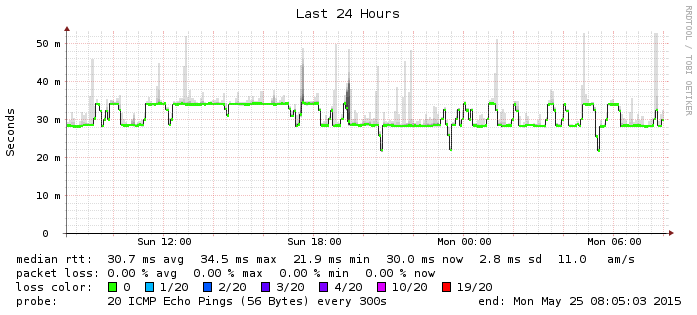 Last 24 Hours
RRDTOOL / TOBI OETIKER
Seconds
50 m
40 m
30 m
20 m
10 m
0
Sun 12:00 Sun 18:00 Mon 00:00 Mon 06:00
median rtt: 30.7 ms avg 34.5 ms max 21.9 ms min 30.0 ms now 2.8 ms sd 11.0 am/s
packet loss: 0.00 % avg 0.00 % max 0.00 % min 0.00 % now
loss color: 0 1/20 2/20 3/20 4/20 10/20 19/20
probe: 20 ICMP Echo Pings (56 Bytes) every 300s end: Mon May 25 08:05:03 2015